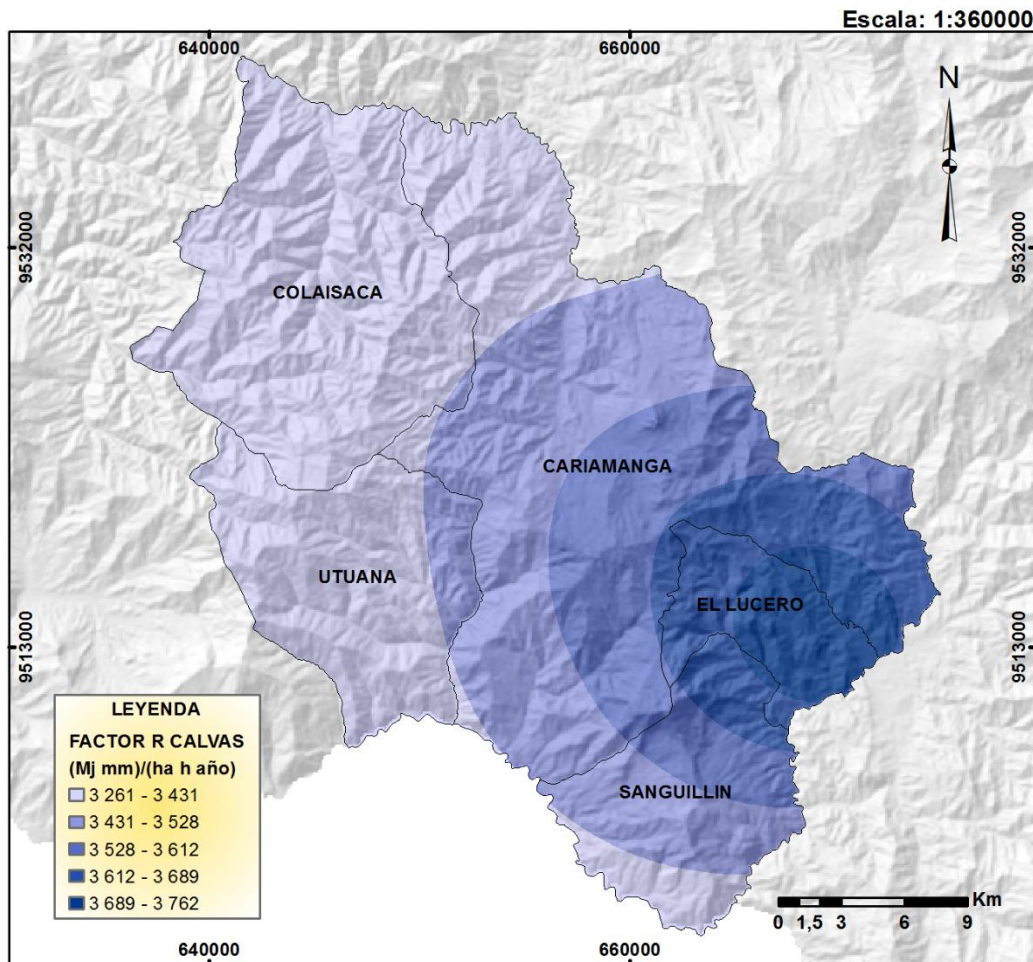 Escala: 1:360000
640000
660000
N
9532000
9532000
COLAISACA
CARIAMANGA
UTUANA
EL LUCERO
9513000
9513000
SANGUILLIN
LEYENDA
FACTOR R CALVAS
(Mj mm)/(ha h año)
3 261 - 3 431
3 431 - 3 528
3 528 - 3 612
3 612 - 3 689
3 689 - 3 762
Km
0 1,5 3 6 9
640000
660000